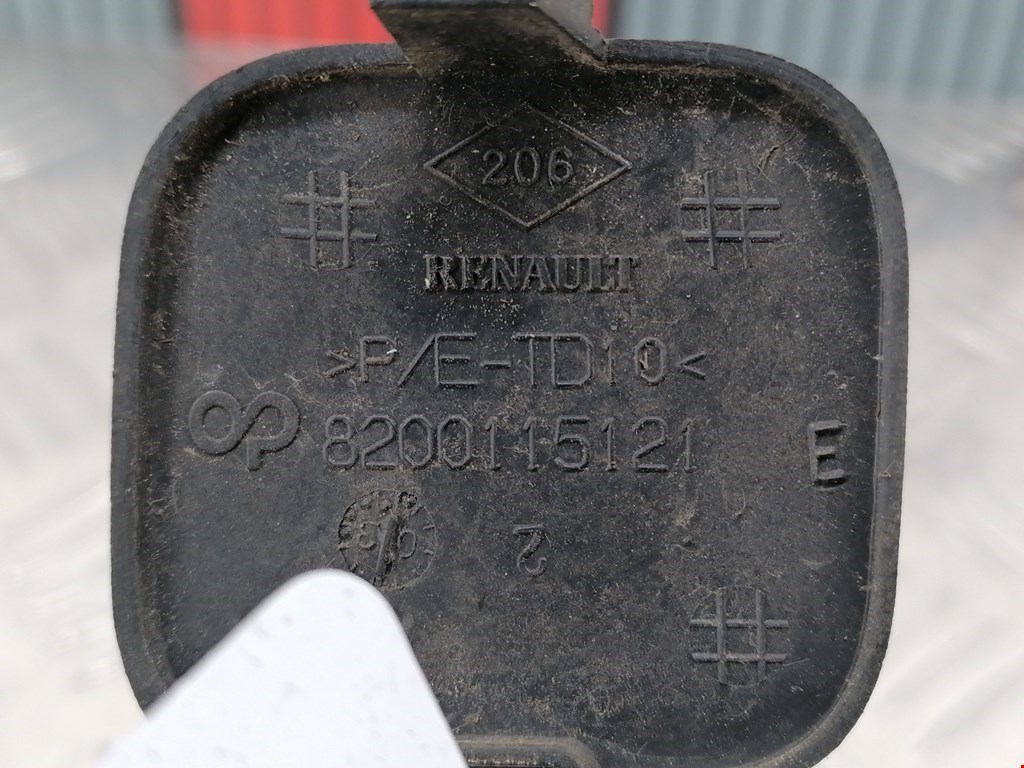 206
RENAULT
>P/E-TD10<
8200115121
E
2